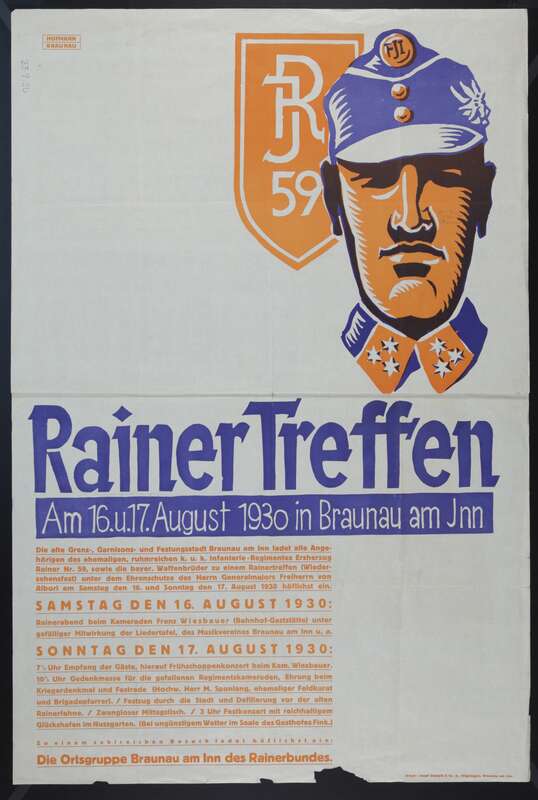 HOFMANN
BRAUNAU
FJI
JR
59
Rainer Treffen
Am 16.u.17. August 1930 in Braunau am Jnn
Die alte Grenz-, Garnisons- und Festungsstadt Braunau am Inn ladet alle Ange-
hörigen des ehemaligen, ruhmreichen k. u. k. Infanterie-Regimentes Erzherzog
Rainer Nr. 59, sowie die bayer. Waffenbrüder zu einem Rainertreffen (Wieder-
sehensfest) unter dem Ehrenschutze des Herrn Generalmajors Freiherrn von
Albori am Samstag den 16. und Sonntag den 17. August 1930 höflichst ein.
SAMSTAG DEN 16. AUGUST 1930:
Rainerabend beim Kameraden Franz Wiesbauer (Bahnhof-Gaststätte) unter
gefälliger Mitwirkung der Liedertafel, des Musikvereines Braunau am Inn u. a.
SONNTAG DEN 17. AUGUST 1930:
7½ Uhr Empfang der Gäste, hierauf Frühschoppenkonzert beim Kam. Wiesbauer.
10½ Uhr Gedenkmesse für die gefallenen Regimentskameraden, Ehrung beim
Kriegerdenkmal und Festrede (Hochw. Herr M. Spanlang, ehemaliger Feldkurat
und Brigadepfarrer). / Festzug durch die Stadt und Defilierung vor der alten
Rainerfahne. / Zwangloser Mittagstisch. / 3 Uhr Festkonzert mit reichhaltigem
Glückshafen im Hutzgarten. (Bei ungünstigem Wetter im Saale des Gasthofes Fink.)
Zu einem zahlreichen Besuch ladet höflichst ein:
Die Ortsgruppe Braunau am Inn des Rainerbundes.